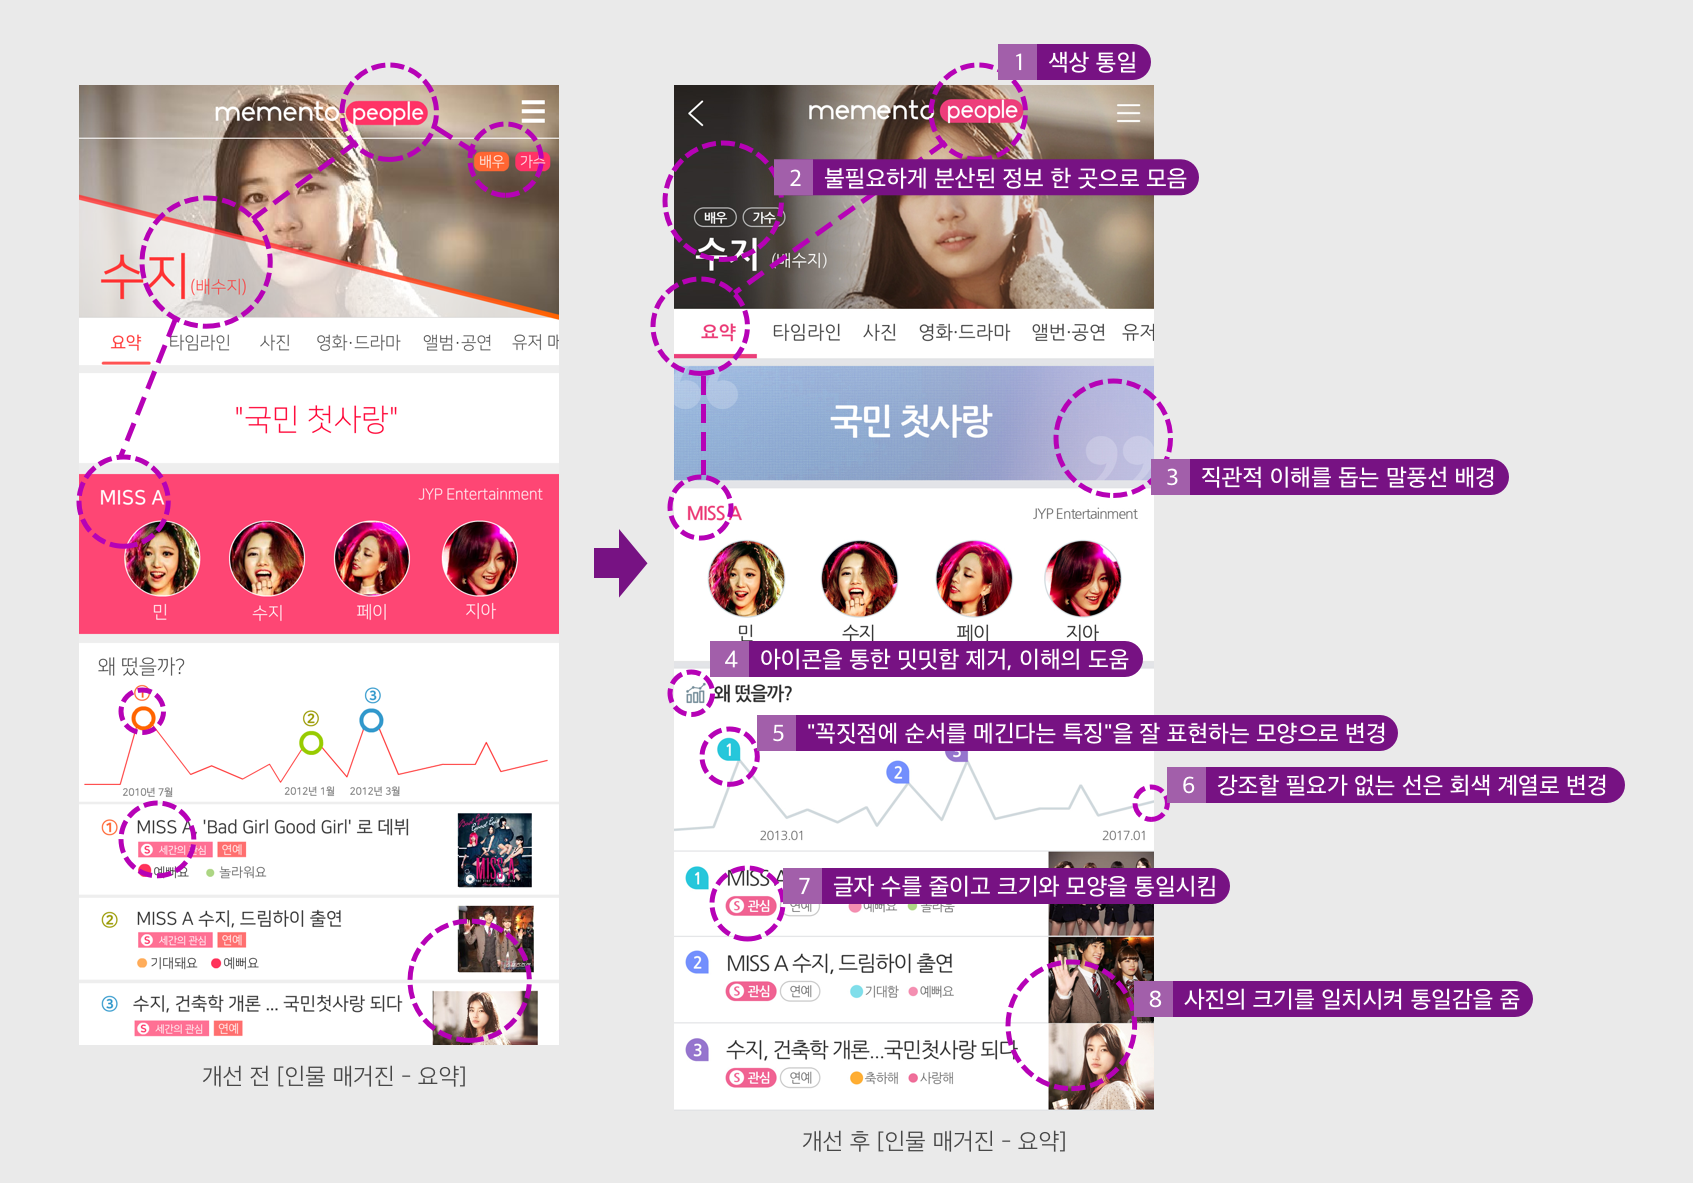 memento people
배우 가수
수지(배수지)
요약 타임라인 사진 영화·드라마 앨범·공연 유저 매
"국민 첫사랑"
MISS A JYP Entertainment
민 수지 페이 지아
왜 떴을까?
① ② ③
2010년 7월 2012년 1월 2012년 3월
① MISS A, 'Bad Girl Good Girl' 로 데뷔
S 세간의 관심 연예
예뻐요 놀라워요
MISS A
② MISS A 수지, 드림하이 출연
S 세간의 관심 연예
기대돼요 예뻐요
③ 수지, 건축학 개론 ... 국민첫사랑 되다
S 세간의 관심 연예
개선 전 [인물 매거진 - 요약]
1 색상 통일
memento people
2 불필요하게 분산된 정보 한 곳으로 모음
배우 가수
수지 (배수지)
요약 타임라인 사진 영화·드라마 앨번·공연 유저
국민 첫사랑
3 직관적 이해를 돕는 말풍선 배경
MISS A JYP Entertainment
민 수지 페이 지아
4 아이콘을 통한 밋밋함 제거, 이해의 도움
왜 떴을까?
5 "꼭짓점에 순서를 메긴다는 특징"을 잘 표현하는 모양으로 변경
1 2 3
6 강조할 필요가 없는 선은 회색 계열로 변경
2013.01 2017.01
1 MISS A
7 글자 수를 줄이고 크기와 모양을 통일시킴
S 관심 연예 예뻐요 놀라움
2 MISS A 수지, 드림하이 출연
S 관심 연예 기대함 예뻐요
8 사진의 크기를 일치시켜 통일감을 줌
3 수지, 건축학 개론...국민첫사랑 되다
S 관심 연예 축하해 사랑해
개선 후 [인물 매거진 - 요약]